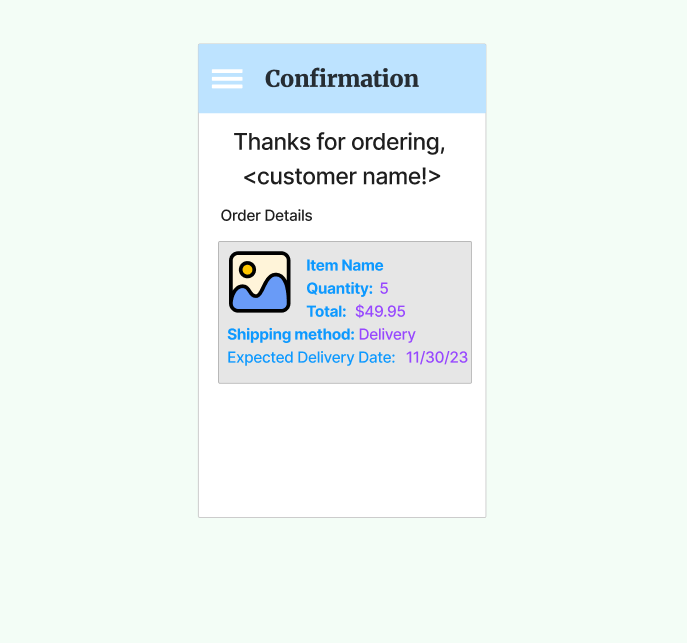 Confirmation
Thanks for ordering,
<customer name!>
Order Details
Item Name
Quantity: 5
Total: $49.95
Shipping method: Delivery
Expected Delivery Date: 11/30/23